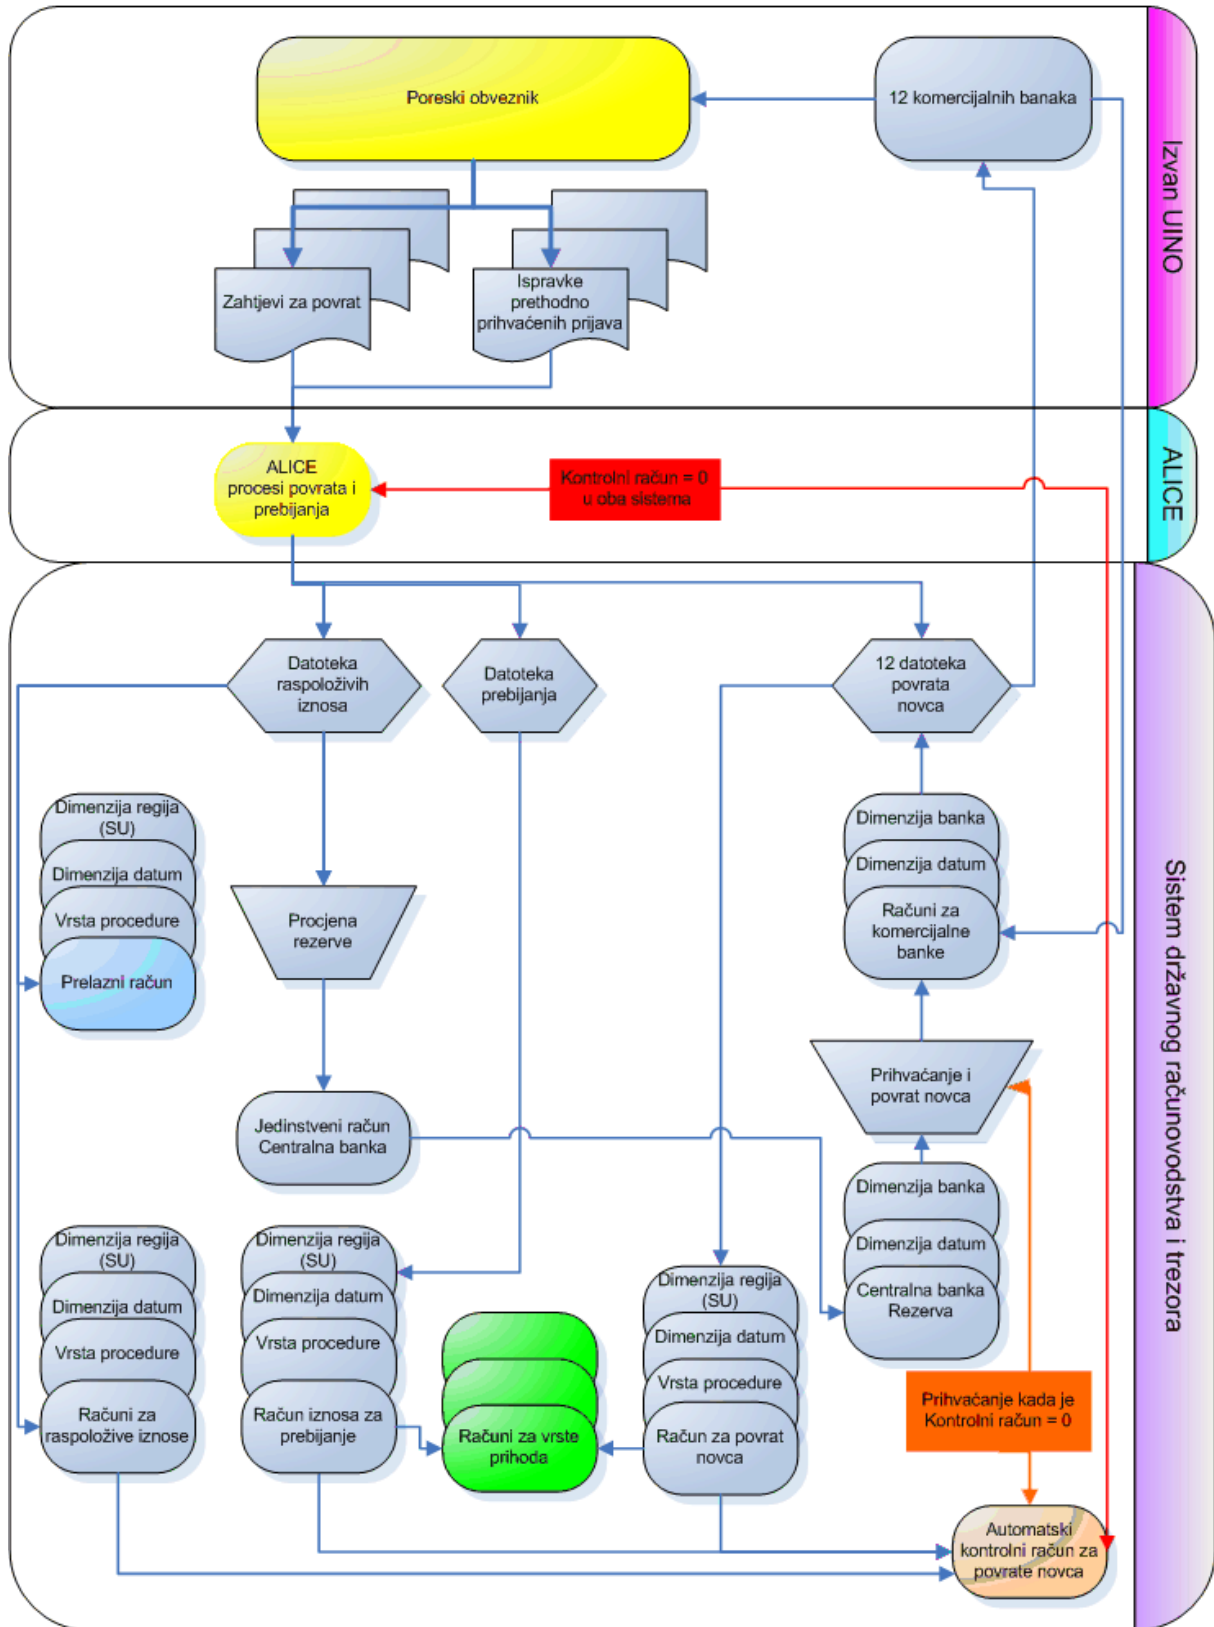 Poreski obveznik
12 komercijalnih banaka
Izvan UINO
Zahtjevi za povrat
Ispravke
prethodno
prihvaćenih prijava
ALICE
procesi povrata i
prebijanja
Kontrolni račun = 0
u oba sistema
ALICE
Datoteka
raspoloživih
iznosa
Datoteka
prebijanja
12 datoteka
povrata
novca
Dimenzija regija
(SU)
Dimenzija datum
Vrsta procedure
Prelazni račun
Procjena
rezerve
Dimenzija banka
Dimenzija datum
Računi za
komercijalne
banke
Sistem državnog računovodstva i trezora
Prihvaćanje i
povrat novca
Jedinstveni račun
Centralna banka
Dimenzija banka
Dimenzija datum
Centralna banka
Rezerva
Dimenzija regija
(SU)
Dimenzija datum
Vrsta procedure
Računi za
raspoložive iznose
Dimenzija regija
(SU)
Dimenzija datum
Vrsta procedure
Račun iznosa za
prebijanje
Računi za vrste
prihoda
Dimenzija regija
(SU)
Dimenzija datum
Vrsta procedure
Račun za povrat
novca
Prihvaćanje kada je
Kontrolni račun = 0
Automatski
kontrolni račun za
povrate novca